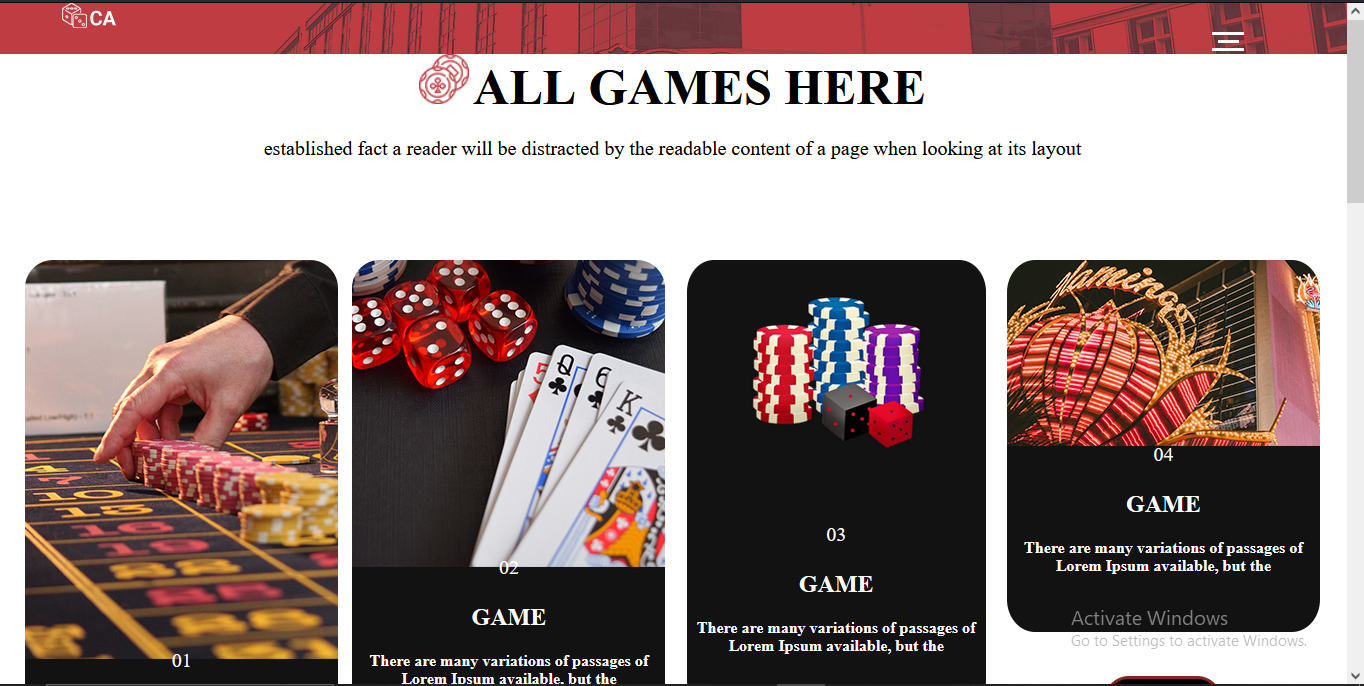 CA
ALL GAMES HERE
established fact a reader will be distracted by the readable content of a page when looking at its layout
01
02
GAME
There are many variations of passages of
Lorem Ipsum available, but the
03
GAME
There are many variations of passages of
Lorem Ipsum available, but the
flamingo
04
GAME
There are many variations of passages of
Lorem Ipsum available, but the
Activate Windows
Go to Settings to activate Windows.